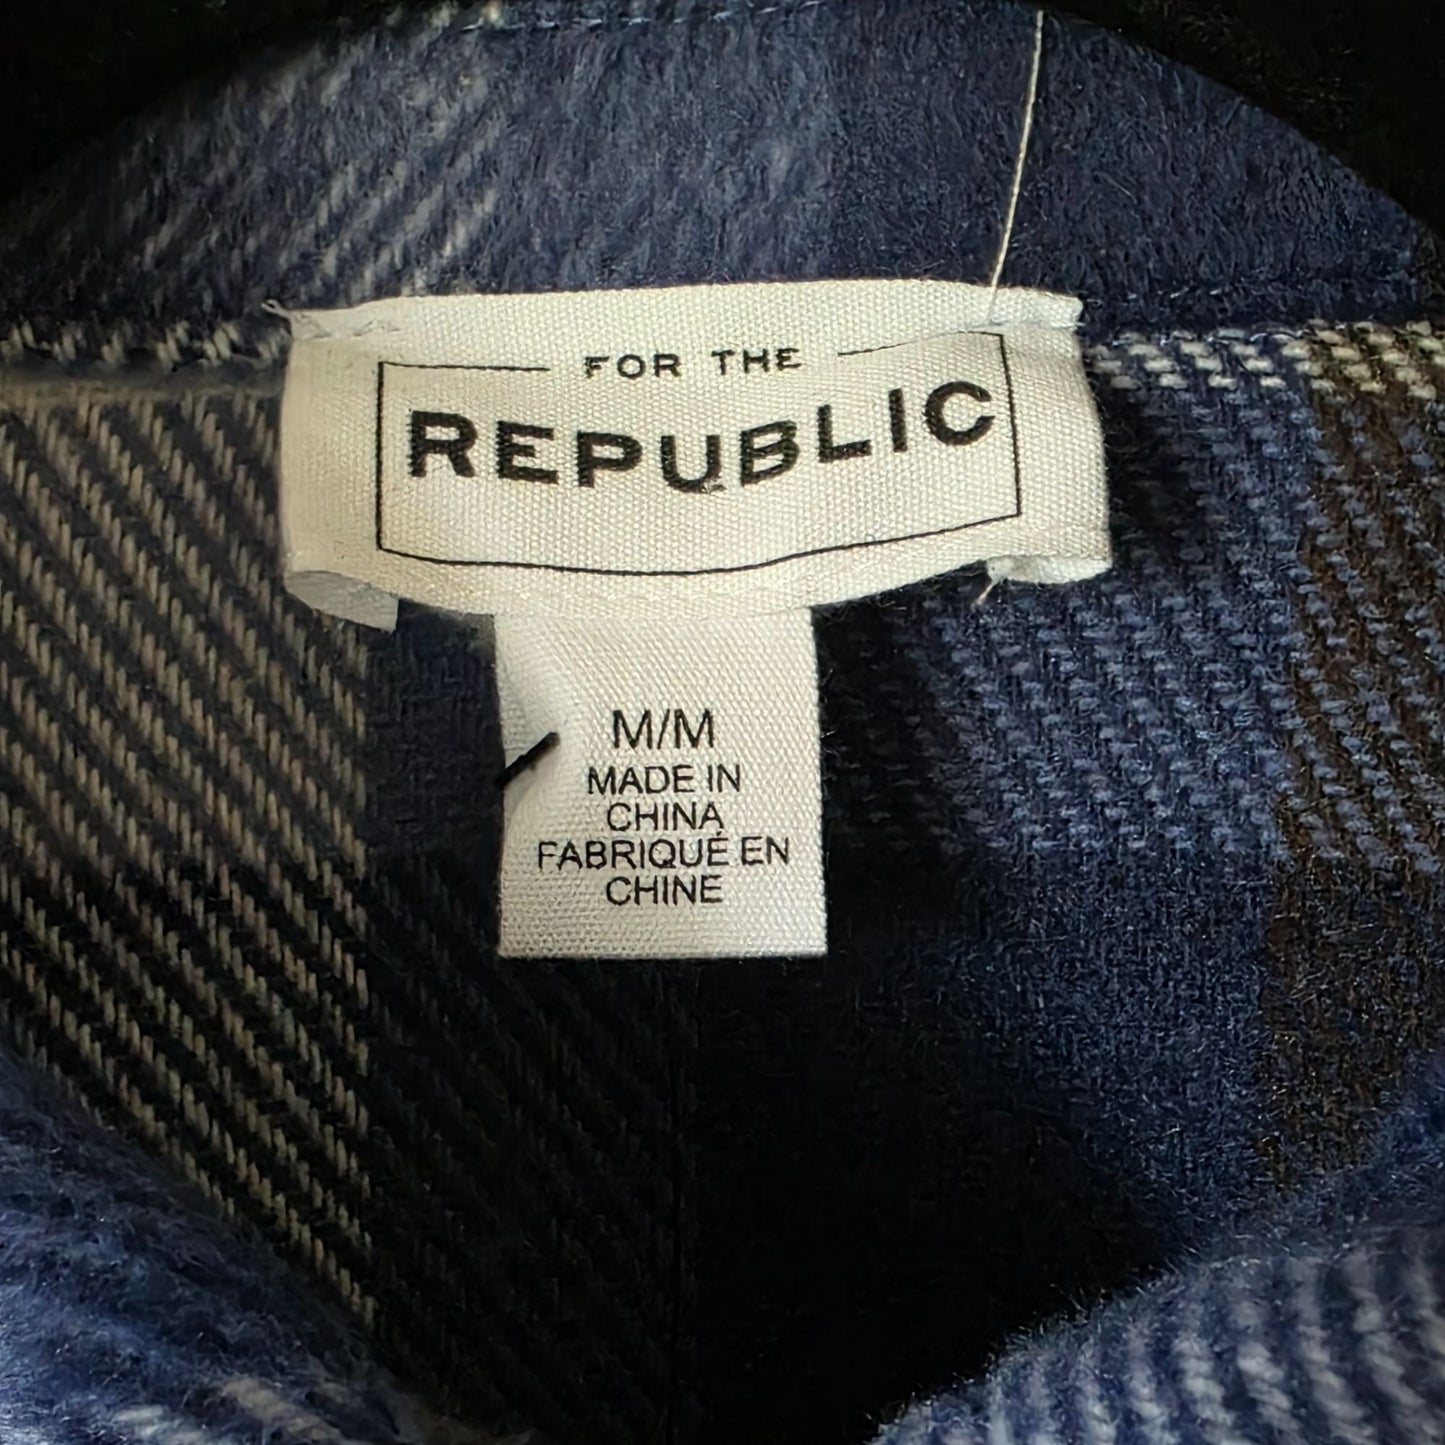 FOR THE
REPUBLIC
M/M
MADE IN
CHINA
FABRIQUÉ EN
CHINE